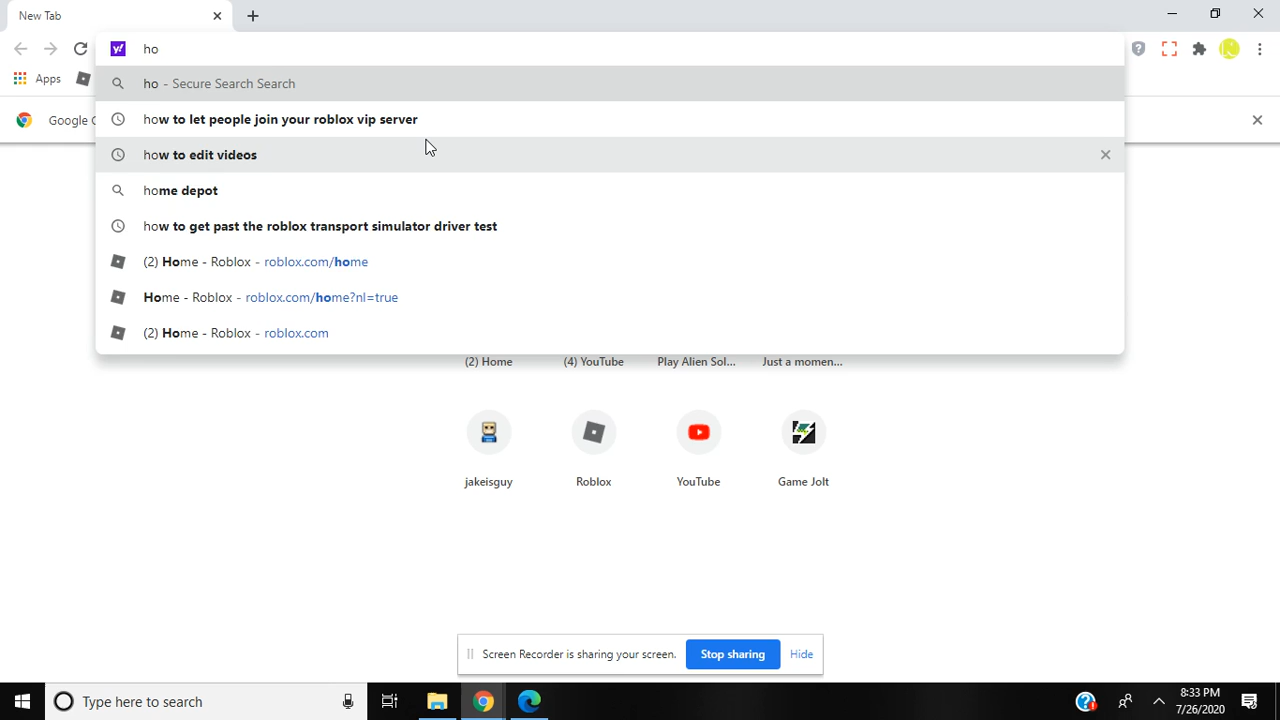 New Tab
y!
ho
Apps
ho - Secure Search Search
Google C
how to let people join your roblox vip server
how to edit videos
home depot
how to get past the roblox transport simulator driver test
(2) Home - Roblox - roblox.com/home
Home - Roblox - roblox.com/home?nl=true
(2) Home - Roblox - roblox.com
(2) Home
(4) YouTube
Play Alien Sol...
Just a momen...
jakeisguy
Roblox
YouTube
Game Jolt
Screen Recorder is sharing your screen.
Stop sharing
Hide
Type here to search
8:33 PM
7/26/2020